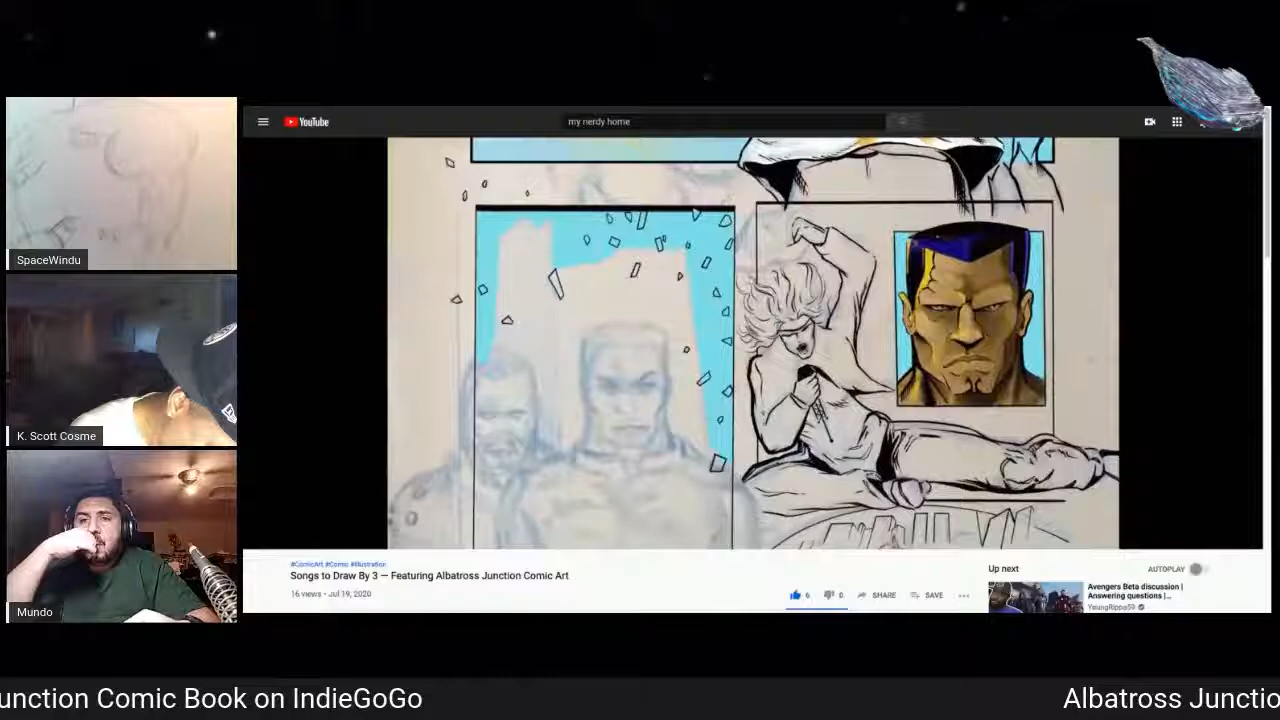 YouTube
my nerdy home
SpaceWindu
K. Scott Cosme
Mundo
#ComicArt #Comic #Illustration
Songs to Draw By 3 — Featuring Albatross Junction Comic Art
16 views • Jul 19, 2020
6
0
SHARE
SAVE
Up next
AUTOPLAY
Avengers Beta discussion |
Answering questions |...
YoungRippa59
unction Comic Book on IndieGoGo
Albatross Junctio